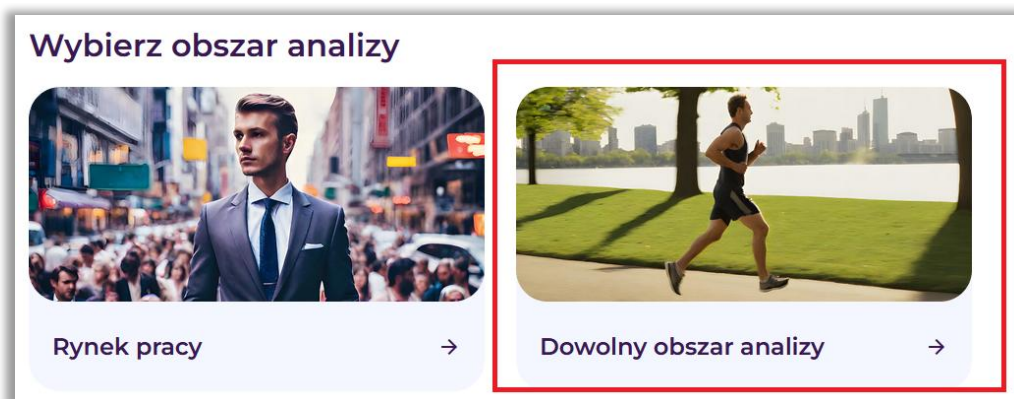 Wybierz obszar analizy
Rynek pracy →
Dowolny obszar analizy →